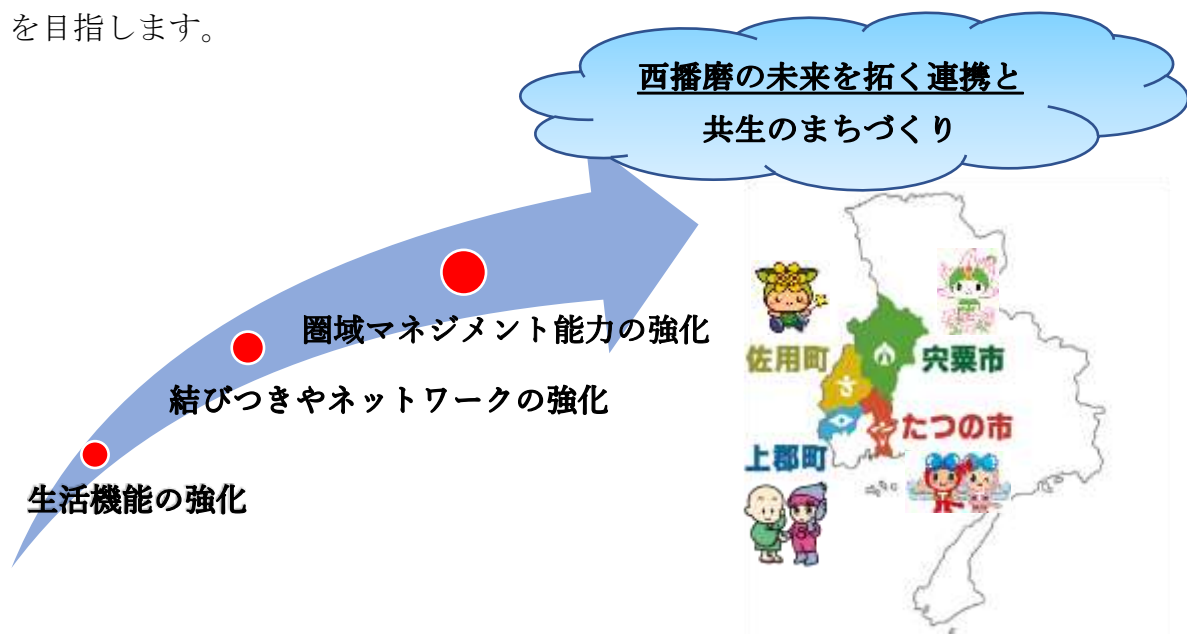 を目指します。
西播磨の未来を拓く連携と
共生のまちづくり
圏域マネジメント能力の強化
結びつきやネットワークの強化
生活機能の強化
佐用町
宍粟市
さ
たつの市
上郡町